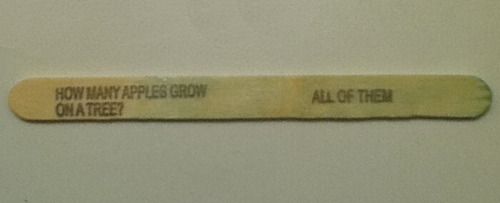 HOW MANY APPLES GROW
ON A TREE?
ALL OF THEM